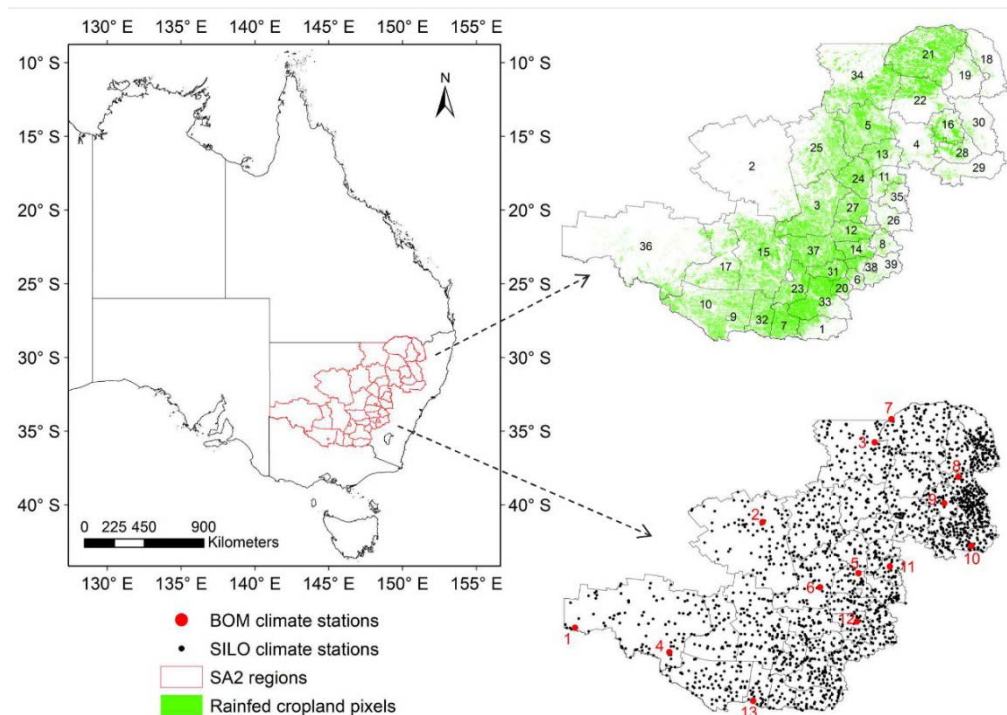 130° E 135° E 140° E 145° E 150° E
10° S
15° S
20° S
25° S
30° S
35° S
40° S
N
0 225 450 900
Kilometers
130° E 135° E 140° E 145° E 150° E
10° S
15° S
20° S
25° S
30° S
35° S
40° S
BOM climate stations
SILO climate stations
SA2 regions
Rainfed cropland pixels
21
18
34
19
22
5
16
30
4
25
13
28
2
29
24
11
3
35
27
26
12
36
15
37
14
8
17
31
38
39
6
10
23
20
33
9
32
7
1
7
3
8
9
2
10
5
11
6
12
1
4
13